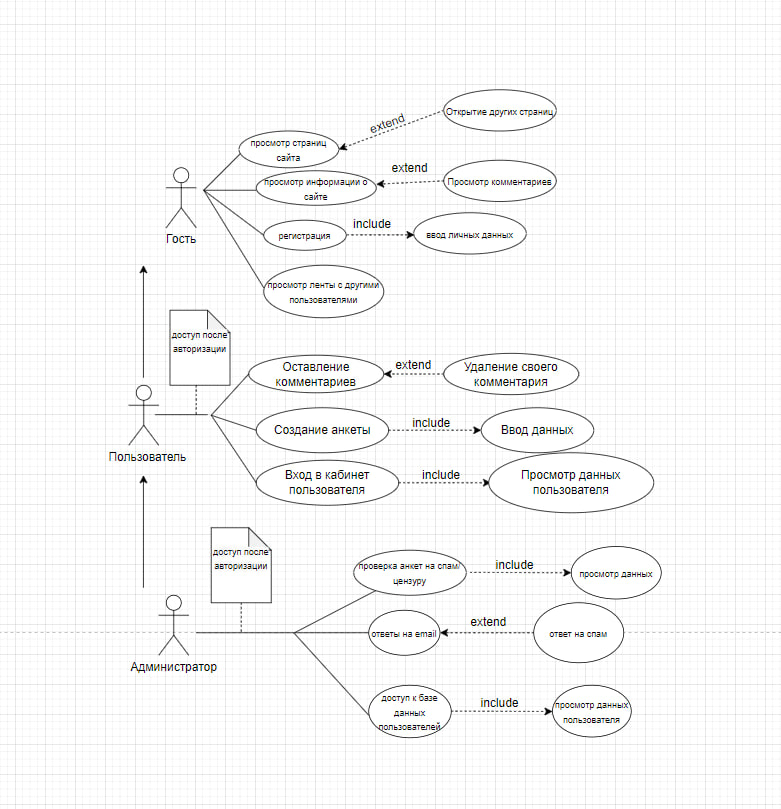 Открытие других страниц
extend
просмотр страниц
сайта
extend
просмотр информации о
сайте
Просмотр комментариев
Гость
include
регистрация
ввод личных данных
просмотр ленты с другими
пользователями
доступ после
авторизации
Оставление
комментариев
extend
Удаление своего
комментария
Пользователь
Создание анкеты
include
Ввод данных
Вход в кабинет
пользователя
include
Просмотр данных
пользователя
доступ после
авторизации
проверка анкет на спам/
цензуру
include
просмотр данных
Администратор
ответы на email
extend
ответ на спам
доступ к базе
данных
пользователей
include
просмотр данных
пользователя